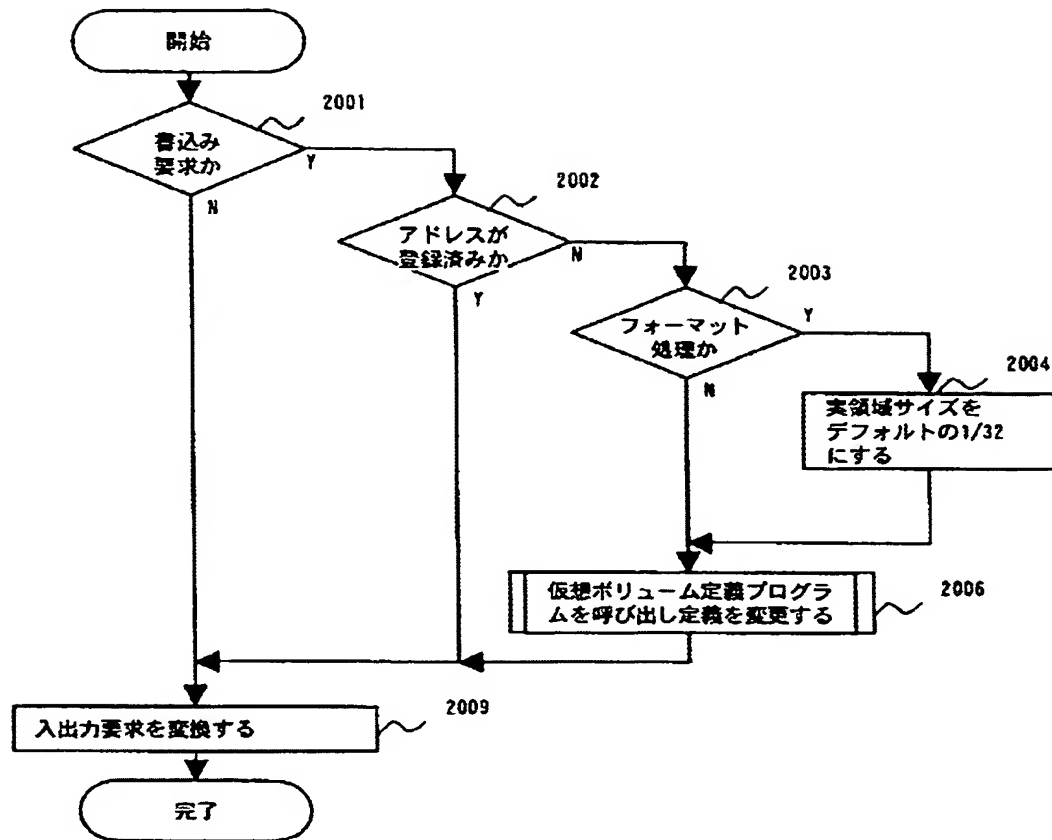 開始
2001
書込み
要求か
Y
N
2002
アドレスが
登録済みか
N
Y
2003
フォーマット
処理か
Y
N
2004
実領域サイズを
デフォルトの1/32
にする
仮想ボリューム定義プログラ
ムを呼び出し定義を変更する
2006
入出力要求を変換する
2009
完了